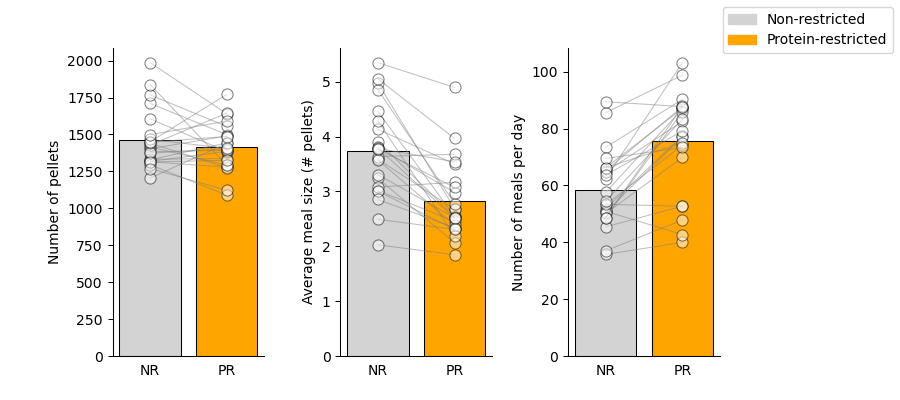 Non-restricted
Protein-restricted
Number of pellets
2000
1750
1500
1250
1000
750
500
250
0
NR PR
Average meal size (# pellets)
5
4
3
2
1
0
NR PR
Number of meals per day
100
80
60
40
20
0
NR PR